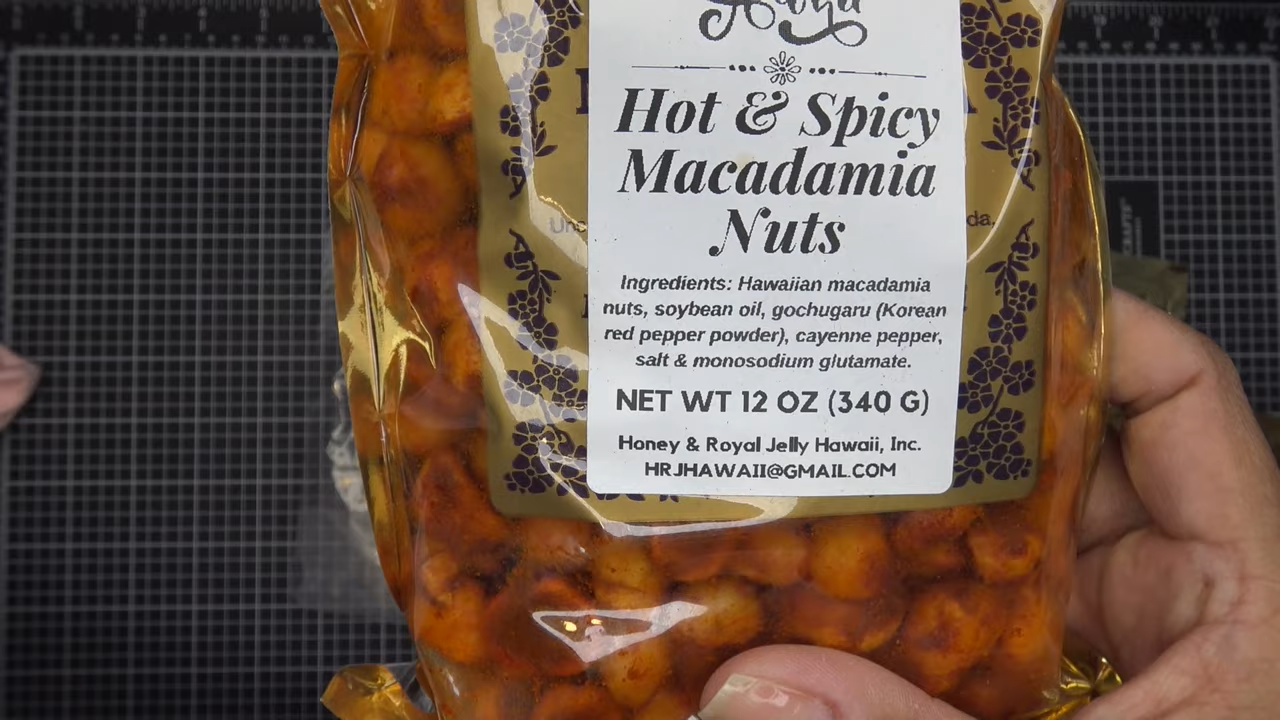 Hot & Spicy
Macadamia
Nuts
Ingredients: Hawaiian macadamia
nuts, soybean oil, gochugaru (Korean
red pepper powder), cayenne pepper,
salt & monosodium glutamate.
NET WT 12 OZ (340 G)
Honey & Royal Jelly Hawaii, Inc.
HRJHAWAII@GMAIL.COM